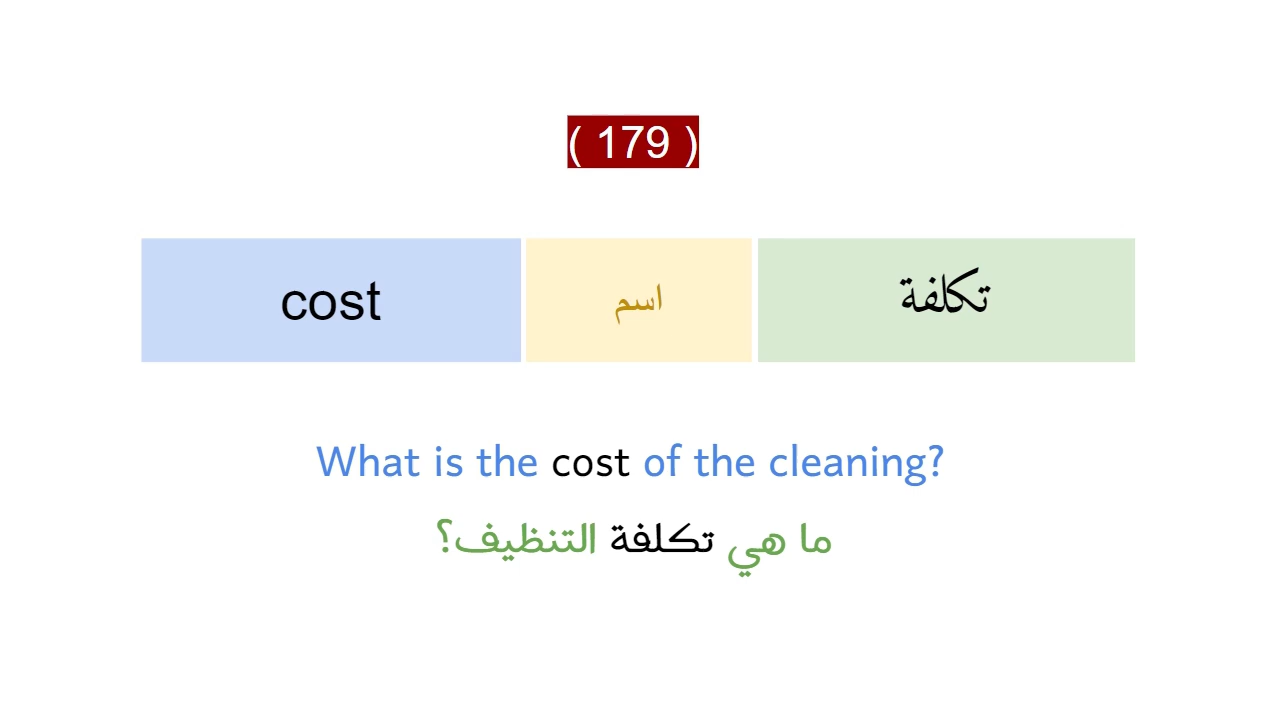 ( 179 )
cost
اسم
تكلفة
What is the cost of the cleaning?
ما هي تكلفة التنظيف؟